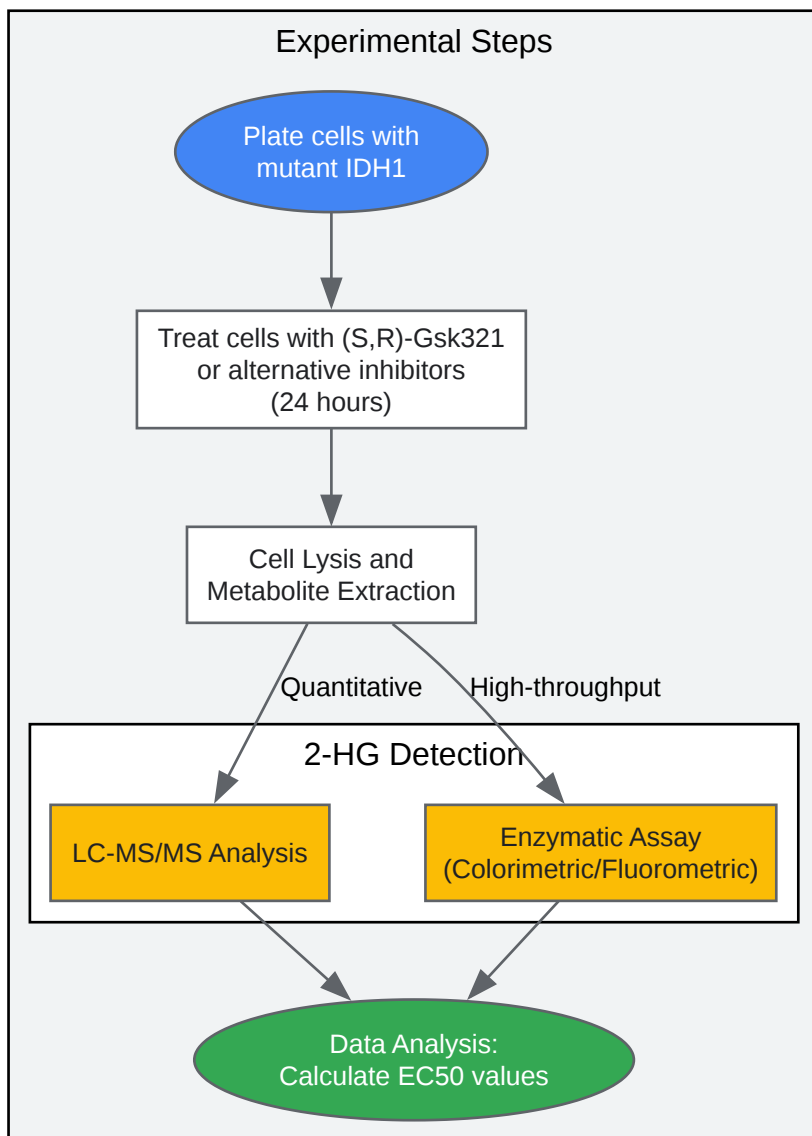 Experimental Steps
Plate cells with
mutant IDH1
Treat cells with (S,R)-Gsk321
or alternative inhibitors
(24 hours)
Cell Lysis and
Metabolite Extraction
Quantitative
High-throughput
2-HG Detection
LC-MS/MS Analysis
Enzymatic Assay
(Colorimetric/Fluorometric)
Data Analysis:
Calculate EC50 values